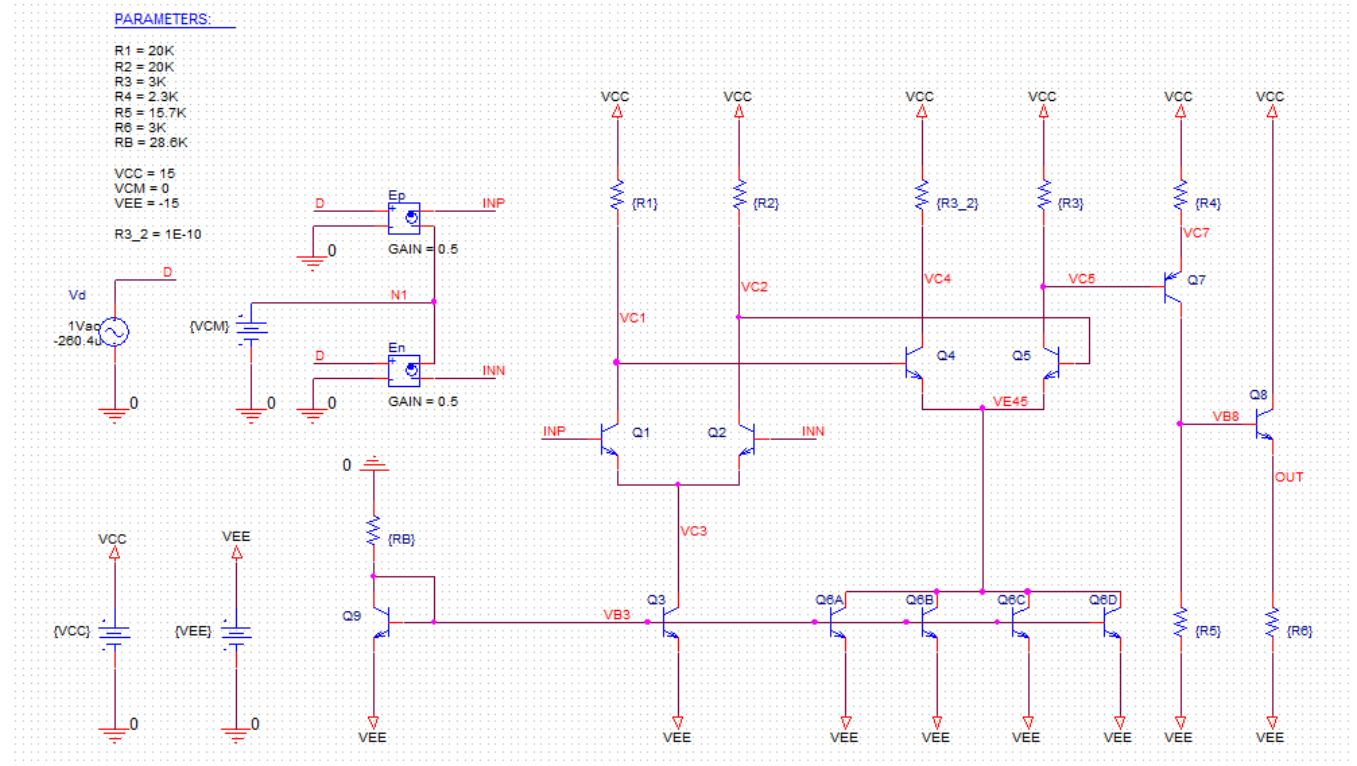 PARAMETERS:
R1 = 20K
R2 = 20K
R3 = 3K
R4 = 2.3K
R5 = 15.7K
R6 = 3K
RB = 28.6K
VCC = 15
VCM = 0
VEE = -15
R3_2 = 1E-10
VCC
VCC
VCC
VCC
VCC
VCC
{R1}
{R2}
{R3_2}
{R3}
{R4}
Ep
D
INP
0
GAIN = 0.5
VC7
D
N1
Vd
1Vac
-260.4u
{VCM}
VC1
VC2
VC4
VC5
Q7
En
D
INN
GAIN = 0.5
0
0
0
Q4
Q5
VE45
Q8
VB8
INP
Q1
Q2
INN
OUT
0
{RB}
VC3
VCC
VEE
Q9
VB3
Q3
Q6A
Q6B
Q6C
Q6D
{VCC}
{VEE}
{R5}
{R6}
0
0
VEE
VEE
VEE
VEE
VEE
VEE
VEE
VEE